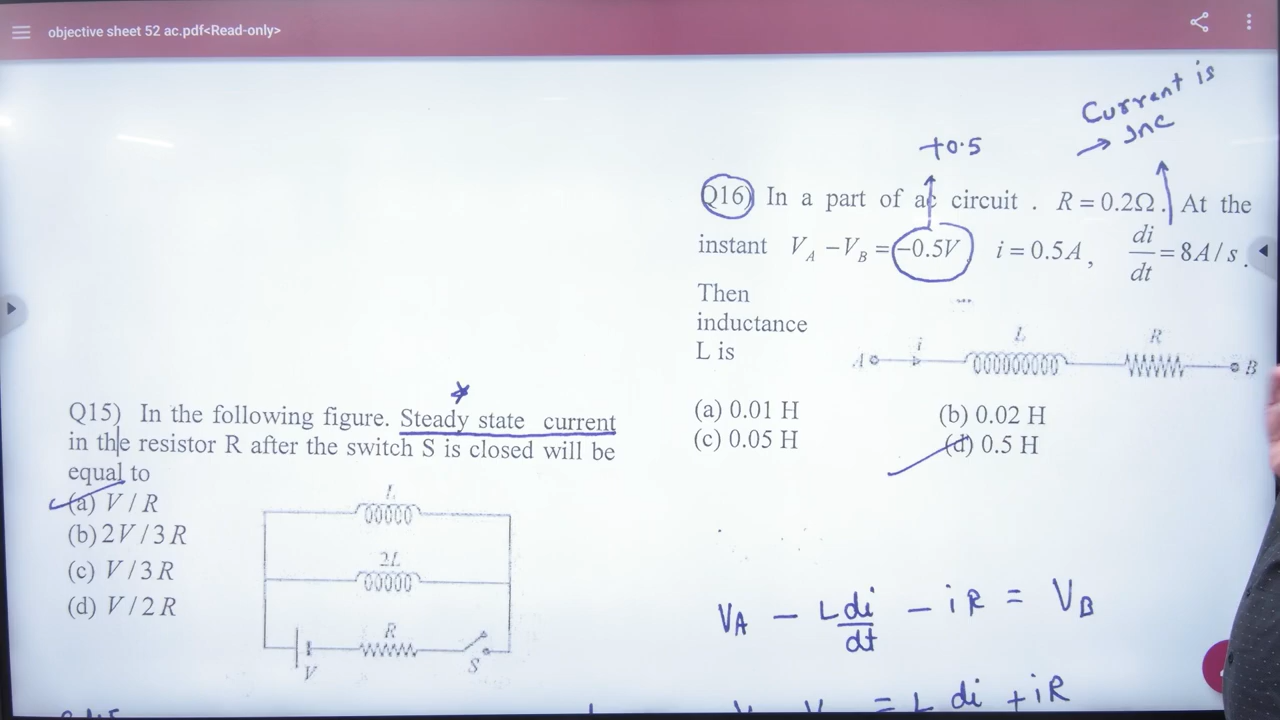 objective sheet 52 ac.pdf<Read-only>
Current is
→ Inc
+0.5
Q16) In a part of ac circuit . R = 0.2Ω. At the
instant V_A − V_B = −0.5V i = 0.5A, di/dt = 8A/s.
Then
inductance
L is
A i L R B
(a) 0.01 H (b) 0.02 H
(c) 0.05 H (d) 0.5 H
V_A − L di/dt − iR = V_B
= L di + iR
Q15) In the following figure. Steady state current
in the resistor R after the switch S is closed will be
equal to
(a) V / R
(b) 2V / 3R
(c) V / 3R
(d) V / 2R
L
2L
R
V
S